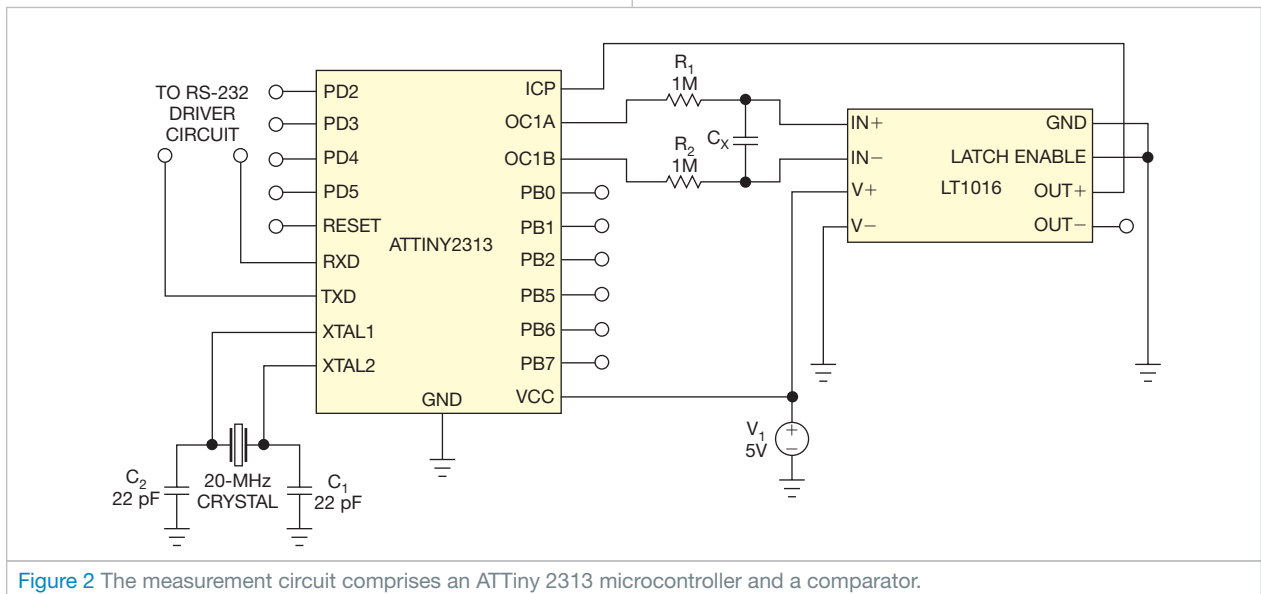 TO RS-232
DRIVER
CIRCUIT
PD2
PD3
PD4
PD5
RESET
RXD
TXD
XTAL1
XTAL2
ATTINY2313
GND
ICP
OC1A
OC1B
PB0
PB1
PB2
PB5
PB6
PB7
VCC
R1
1M
R2
1M
CX
IN+
IN−
V+
V−
LT1016
GND
LATCH ENABLE
OUT+
OUT−
V1
5V
+
−
C2
22 pF
20-MHz
CRYSTAL
C1
22 pF
Figure 2 The measurement circuit comprises an ATTiny 2313 microcontroller and a comparator.